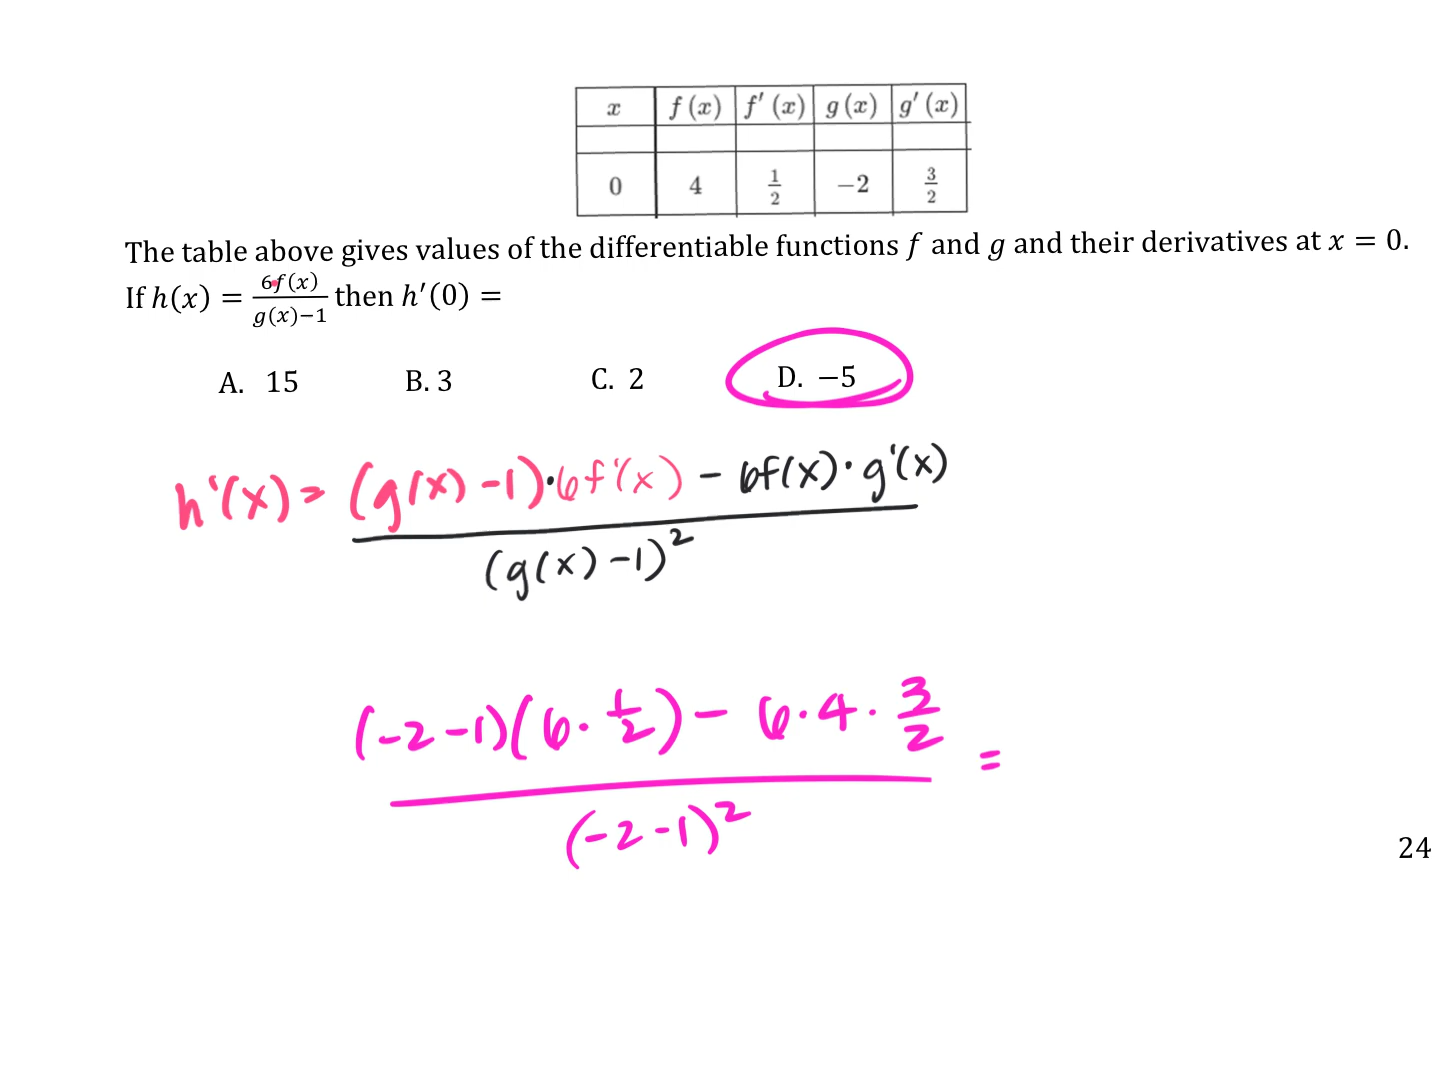 x f(x) f′(x) g(x) g′(x)
0 4 1/2 −2 3/2
The table above gives values of the differentiable functions f and g and their derivatives at x = 0.
If h(x) = 6f(x)/g(x)−1 then h′(0) =
A. 15 B. 3 C. 2 D. −5
h'(x) = (g(x) -1)·6f'(x) - 6f(x)·g'(x)
(g(x) -1)²
(-2-1)(6·1/2) - 6·4·3/2 =
(-2-1)²
24